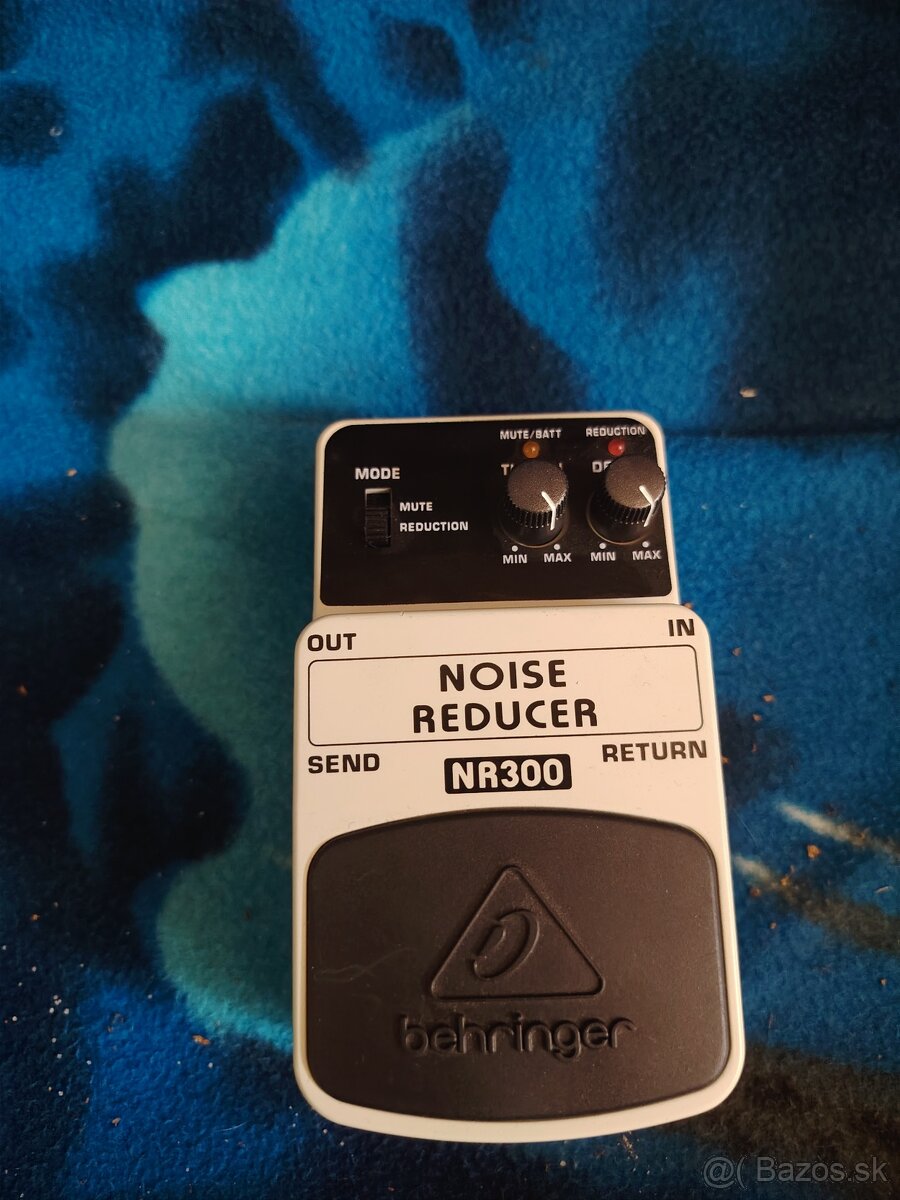 MUTE/BATT REDUCTION
MODE
MUTE
REDUCTION
MIN MAX MIN MAX
OUT IN
NOISE
REDUCER
SEND RETURN
NR300
behringer
@( Bazos.sk